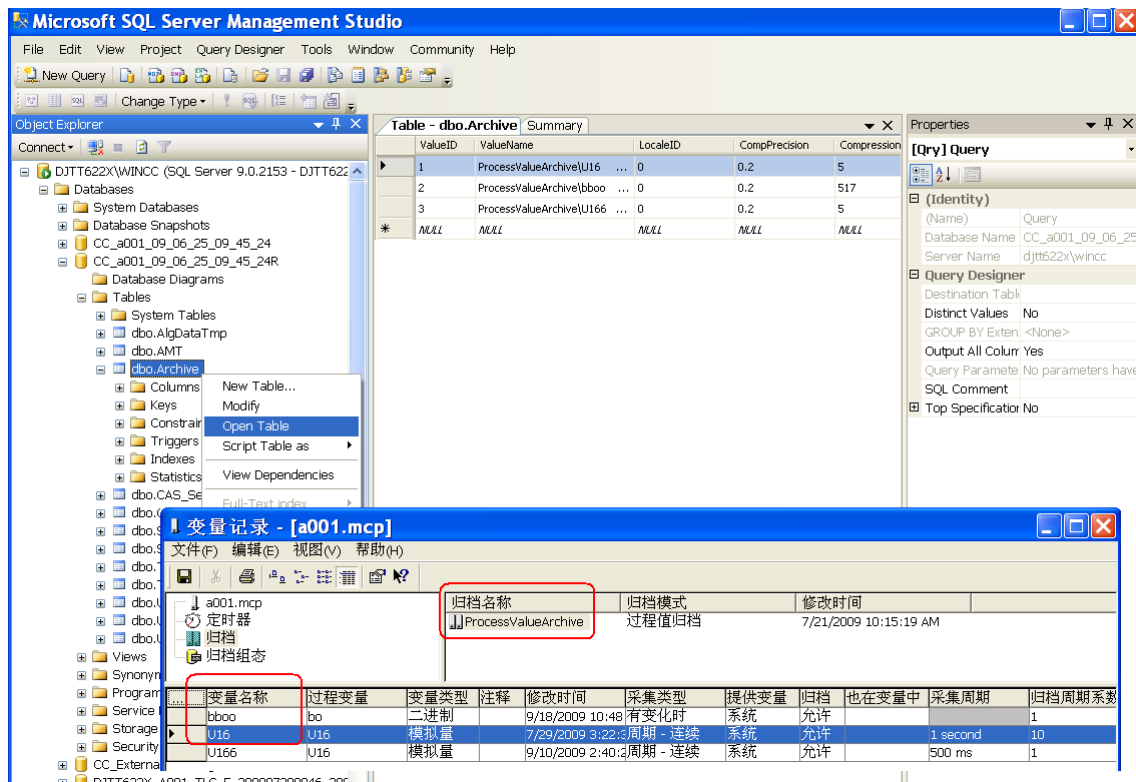 Microsoft SQL Server Management Studio
File Edit View Project Query Designer Tools Window Community Help
New Query
Change Type
Object Explorer
Connect
DJTT622X\WINCC (SQL Server 9.0.2153 - DJTT622
Databases
System Databases
Database Snapshots
CC_a001_09_06_25_09_45_24
CC_a001_09_06_25_09_45_24R
Database Diagrams
Tables
System Tables
dbo.AlgDataTmp
dbo.AMT
dbo.Archive
Columns
Keys
Constrair
Triggers
Indexes
Statistics
dbo.CAS_Se
Views
Synonyn
Program
Service
Storage
Security
CC_Externa
New Table...
Modify
Open Table
Script Table as
View Dependencies
Full-Text index
Table - dbo.Archive Summary
ValueID ValueName LocaleID CompPrecision Compression
1 ProcessValueArchive\U16 ... 0 0.2 5
2 ProcessValueArchive\bboo ... 0 0.2 517
3 ProcessValueArchive\U166 ... 0 0.2 5
NULL NULL NULL NULL NULL
Properties
[Qry] Query
(Identity)
(Name) Query
Database Name CC_a001_09_06_25
Server Name djtt622x\wincc
Query Designer
Destination Tabl
Distinct Values No
GROUP BY Exten <None>
Output All Colum Yes
Query Paramete No parameters have
SQL Comment
Top Specification No
变量记录 - [a001.mcp]
文件(F) 编辑(E) 视图(V) 帮助(H)
a001.mcp
定时器
归档
归档组态
归档名称 归档模式 修改时间
ProcessValueArchive 过程值归档 7/21/2009 10:15:19 AM
... 变量名称 过程变量 变量类型 注释 修改时间 采集类型 提供变量 归档 也在变量中 采集周期 归档周期系数
bboo bo 二进制 9/18/2009 10:48 有变化时 系统 允许 1
U16 U16 模拟量 7/29/2009 3:22: 周期 - 连续 系统 允许 1 second 10
U166 U16 模拟量 9/10/2009 2:40: 周期 - 连续 系统 允许 500 ms 1